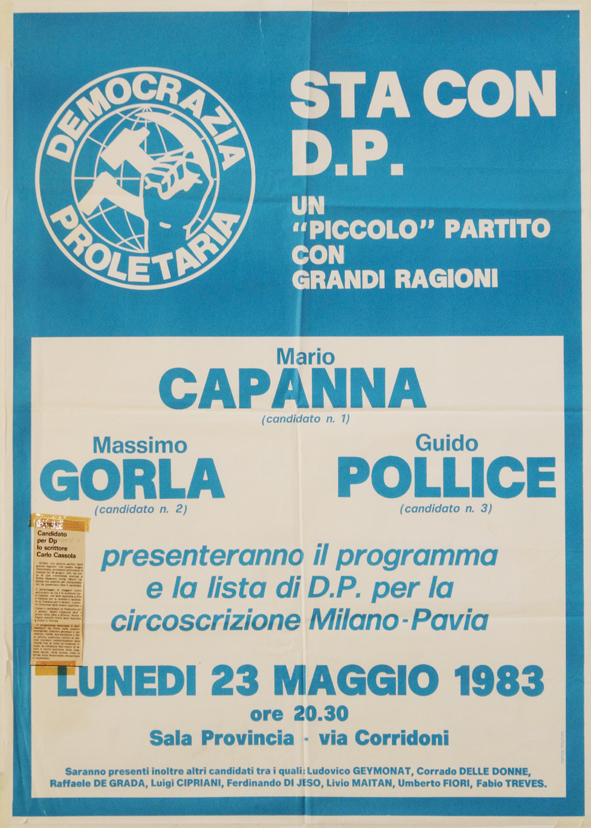 DEMOCRAZIA
PROLETARIA
STA CON
D.P.
UN
“PICCOLO” PARTITO
CON
GRANDI RAGIONI
Mario
CAPANNA
(candidato n. 1)
Massimo
GORLA
(candidato n. 2)
Guido
POLLICE
(candidato n. 3)
Candidato
per Dp
lo scrittore
Carlo Cassola
presenteranno il programma
e la lista di D.P. per la
circoscrizione Milano-Pavia
LUNEDI 23 MAGGIO 1983
ore 20.30
Sala Provincia - via Corridoni
Saranno presenti inoltre altri candidati tra i quali: Ludovico GEYMONAT, Corrado DELLE DONNE,
Raffaele DE GRADA, Luigi CIPRIANI, Ferdinando DI JESO, Livio MAITAN, Umberto FIORI, Fabio TREVES.